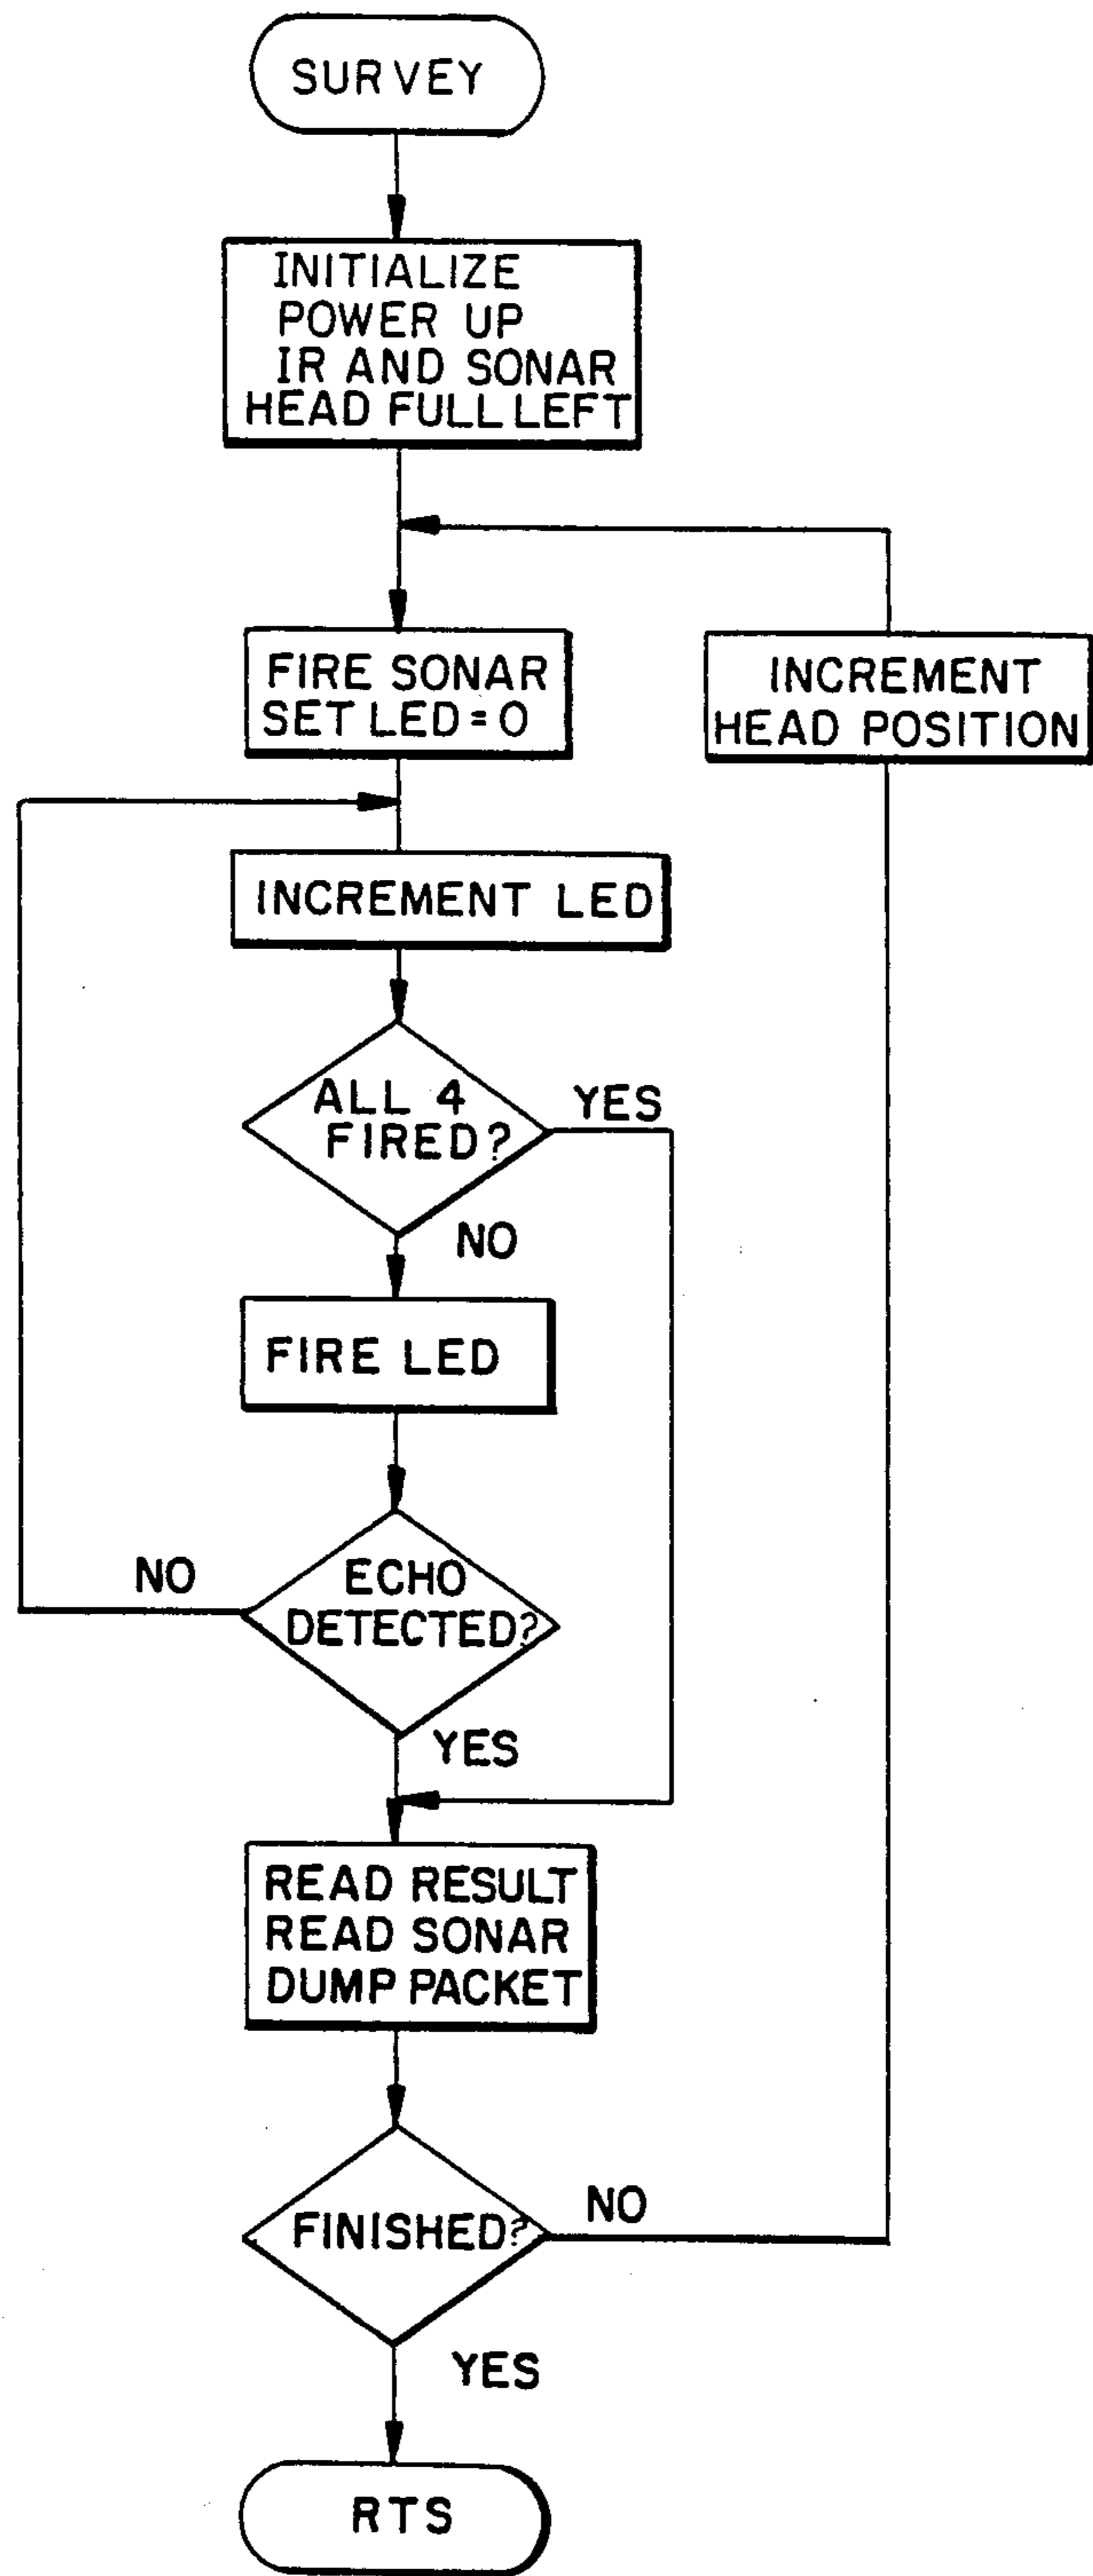 SURVEY
INITIALIZE
POWER UP
IR AND SONAR
HEAD FULL LEFT
FIRE SONAR
SET LED = 0
INCREMENT
HEAD POSITION
INCREMENT LED
ALL 4
FIRED?
YES
NO
FIRE LED
ECHO
DETECTED?
NO
YES
READ RESULT
READ SONAR
DUMP PACKET
FINISHED?
NO
YES
RTS